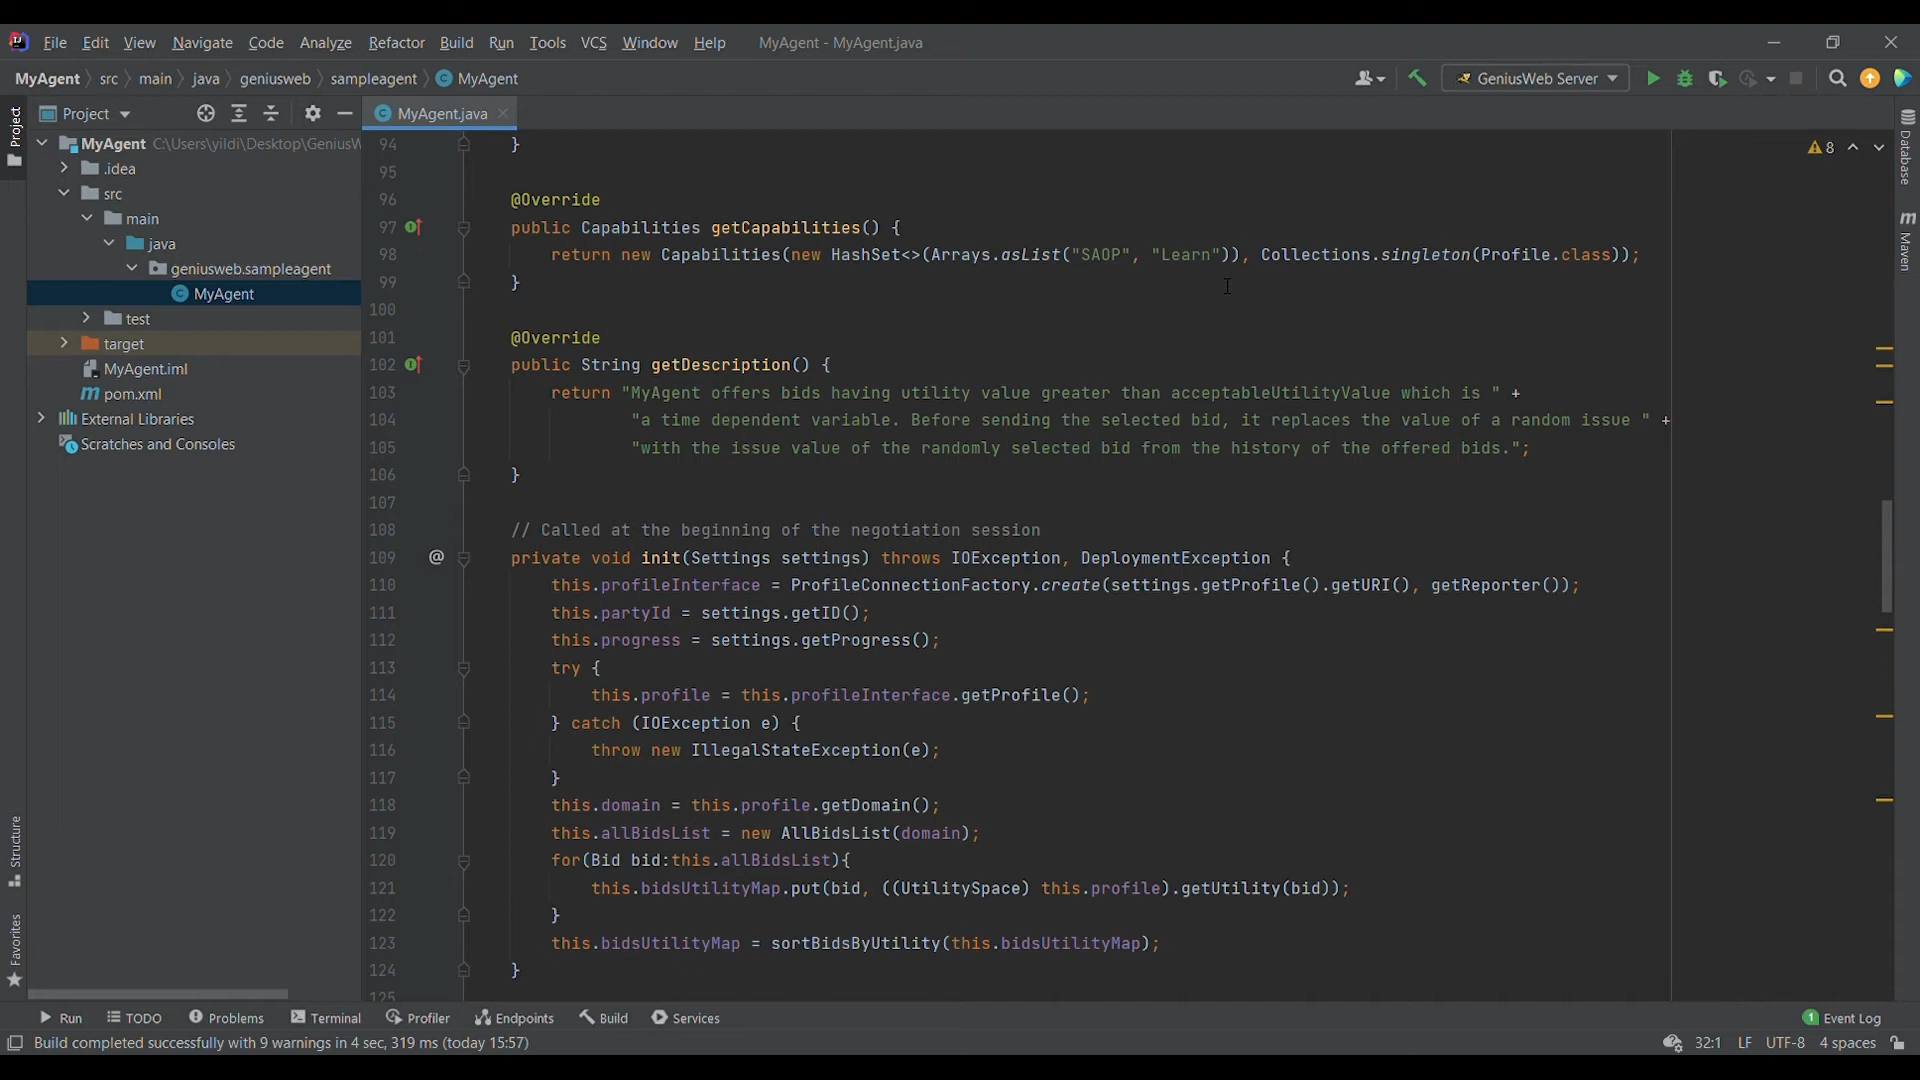 File Edit View Navigate Code Analyze Refactor Build Run Tools VCS Window Help MyAgent - MyAgent.java
MyAgent src main java geniusweb sampleagent MyAgent GeniusWeb Server
Project MyAgent.java
Project
MyAgent C:\Users\yildi\Desktop\GeniusW
.idea
src
main
java
geniusweb.sampleagent
MyAgent
test
target
MyAgent.iml
pom.xml
External Libraries
Scratches and Consoles
Structure
Favorites
8
Database
Maven
94 }
95
96 @Override
97 public Capabilities getCapabilities() {
98 return new Capabilities(new HashSet<>(Arrays.asList("SAOP", "Learn")), Collections.singleton(Profile.class));
99 }
100
101 @Override
102 public String getDescription() {
103 return "MyAgent offers bids having utility value greater than acceptableUtilityValue which is " +
104 "a time dependent variable. Before sending the selected bid, it replaces the value of a random issue " +
105 "with the issue value of the randomly selected bid from the history of the offered bids.";
106 }
107
108 // Called at the beginning of the negotiation session
109 @ private void init(Settings settings) throws IOException, DeploymentException {
110 this.profileInterface = ProfileConnectionFactory.create(settings.getProfile().getURI(), getReporter());
111 this.partyId = settings.getID();
112 this.progress = settings.getProgress();
113 try {
114 this.profile = this.profileInterface.getProfile();
115 } catch (IOException e) {
116 throw new IllegalStateException(e);
117 }
118 this.domain = this.profile.getDomain();
119 this.allBidsList = new AllBidsList(domain);
120 for(Bid bid:this.allBidsList){
121 this.bidsUtilityMap.put(bid, ((UtilitySpace) this.profile).getUtility(bid));
122 }
123 this.bidsUtilityMap = sortBidsByUtility(this.bidsUtilityMap);
124 }
125
Run TODO Problems Terminal Profiler Endpoints Build Services 1 Event Log
Build completed successfully with 9 warnings in 4 sec, 319 ms (today 15:57) 32:1 LF UTF-8 4 spaces